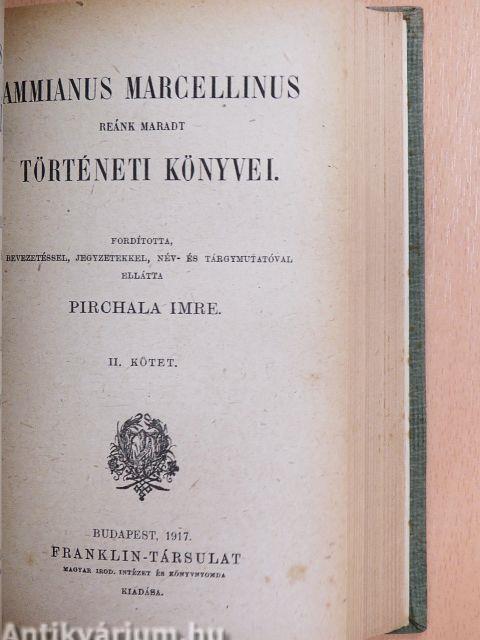 AMMIANUS MARCELLINUS
REÁNK MARADT
TÖRTÉNETI KÖNYVEI.
FORDÍTOTTA,
BEVEZETÉSSEL, JEGYZETEKKEL, NÉV- ÉS TÁRGYMUTATÓVAL
ELLÁTTA
PIRCHALA IMRE.
II. KÖTET.
BUDAPEST, 1917.
FRANKLIN-TÁRSULAT
MAGYAR IROD. INTÉZET ÉS KÖNYVNYOMDA
KIADÁSA.
Antikvárium.hu